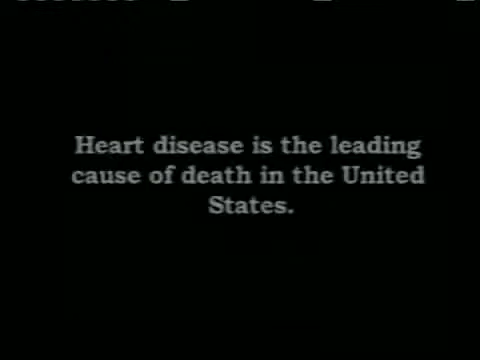 Heart disease is the leading
cause of death in the United
States.